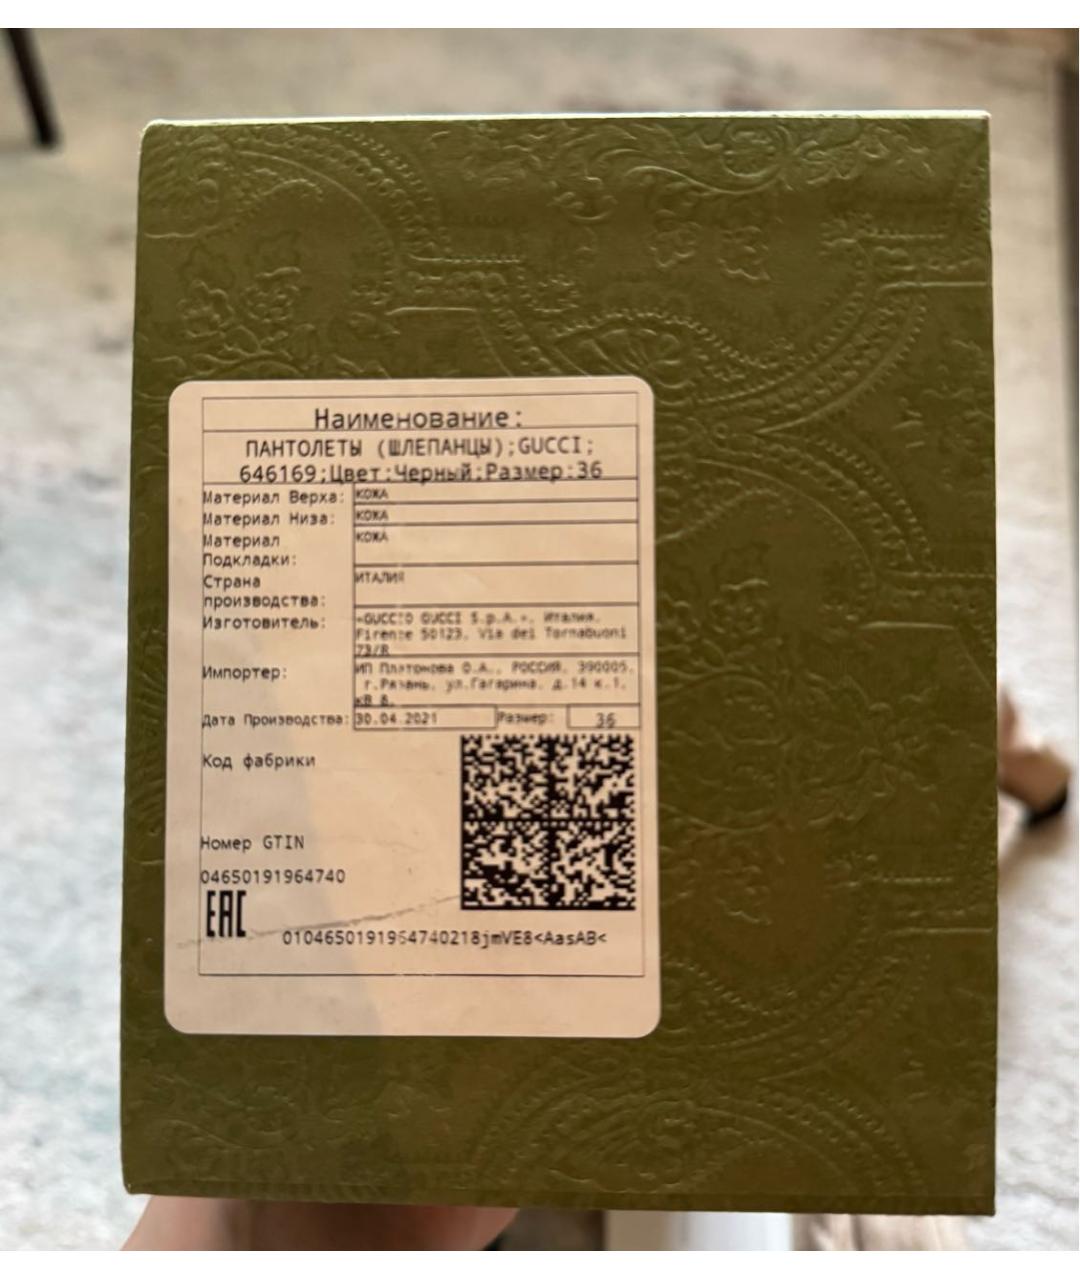 Наименование:
ПАНТОЛЕТЫ (ШЛЕПАНЦЫ);GUCCI;
646169;Цвет:Черный;Размер:36
Материал Верха: КОЖА
Материал Низа: КОЖА
Материал КОЖА
Подкладки:
Страна ИТАЛИЯ
производства:
Изготовитель: «GUCCIO GUCCI S.p.A.», Италия,
Firenze 50123, Via dei Tornabuoni
73/R
Импортер: ИП Платонова О.А., РОССИЯ, 390005,
г.Рязань, ул.Гагарина, д.14 к.1,
кв 8,
Дата Производства: 30.04.2021 Размер: 36
Код фабрики
Номер GTIN
04650191964740
EAC
0104650191964740218jmVE8<AasAB<